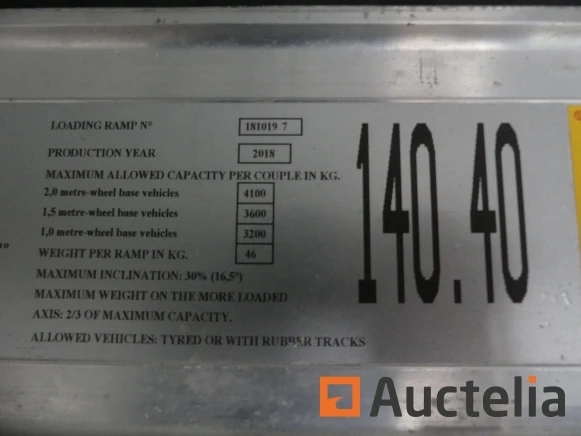 LOADING RAMP N° 181019 7
PRODUCTION YEAR 2018
MAXIMUM ALLOWED CAPACITY PER COUPLE IN KG.
2,0 metre-wheel base vehicles 4100
1,5 metre-wheel base vehicles 3600
1,0 metre-wheel base vehicles 3200
WEIGHT PER RAMP IN KG. 46
MAXIMUM INCLINATION: 30% (16,5°)
MAXIMUM WEIGHT ON THE MORE LOADED
AXIS: 2/3 OF MAXIMUM CAPACITY.
ALLOWED VEHICLES: TYRED OR WITH RUBBER TRACKS
140.40
Auctelia